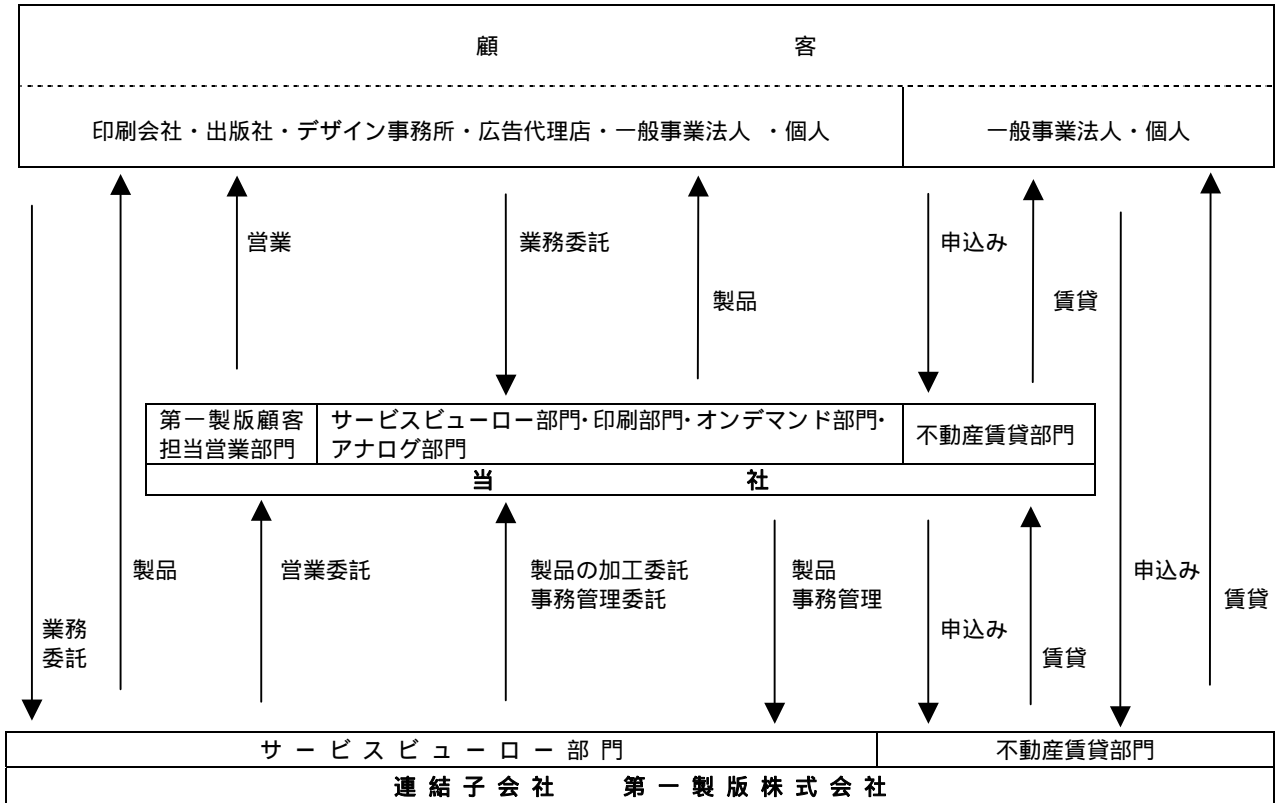 顧 客
印刷会社・出版社・デザイン事務所・広告代理店・一般事業法人 ・個人
一般事業法人・個人
営業
業務委託
申込み
製品
賃貸
第一製版顧客
担当営業部門
サービスビューロー部門・印刷部門・オンデマンド部門・
アナログ部門
不動産賃貸部門
当 社
製品
営業委託
製品の加工委託
事務管理委託
製品
事務管理
申込み
賃貸
業務
委託
申込み
賃貸
サ ー ビ ス ビ ュ ー ロ ー 部 門
不動産賃貸部門
連 結 子 会 社 第 一 製 版 株 式 会 社